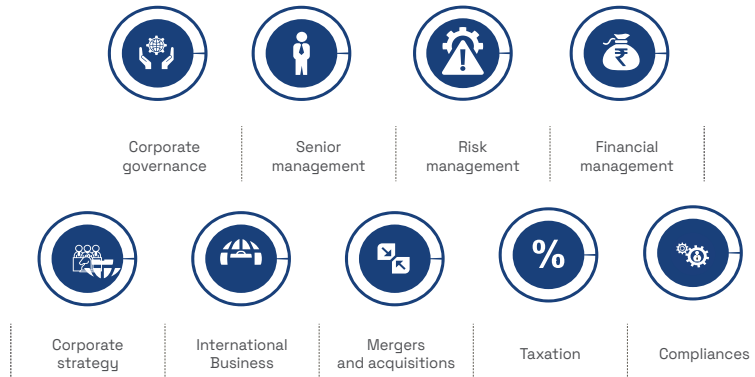 Corporate
governance
Senior
management
Risk
management
Financial
management
₹
%
Corporate
strategy
International
Business
Mergers
and acquisitions
Taxation
Compliances